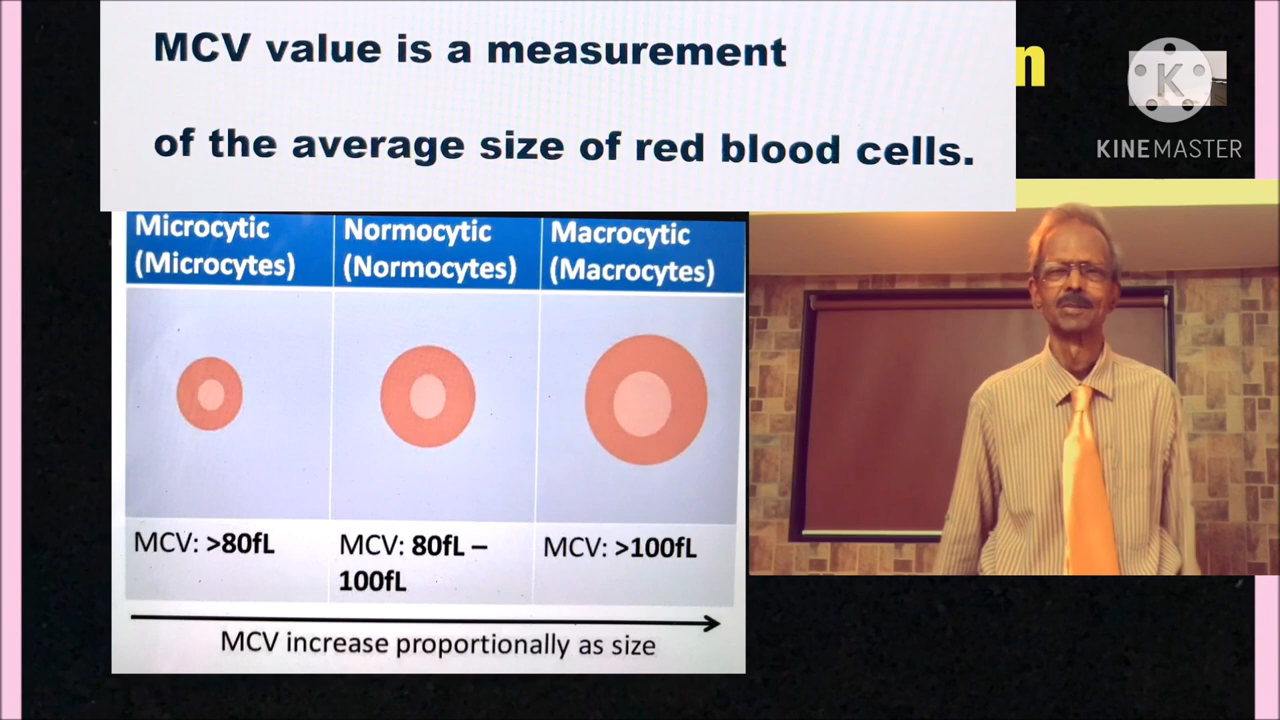 MCV value is a measurement
of the average size of red blood cells.
n
K
KINEMASTER
Microcytic
(Microcytes)
Normocytic
(Normocytes)
Macrocytic
(Macrocytes)
MCV: >80fL
MCV: 80fL –
100fL
MCV: >100fL
MCV increase proportionally as size